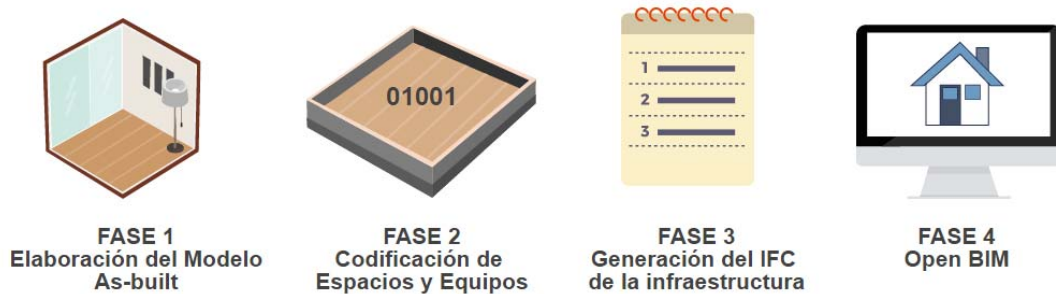 01001
1
2
3
FASE 1
Elaboración del Modelo
As-built
FASE 2
Codificación de
Espacios y Equipos
FASE 3
Generación del IFC
de la infraestructura
FASE 4
Open BIM